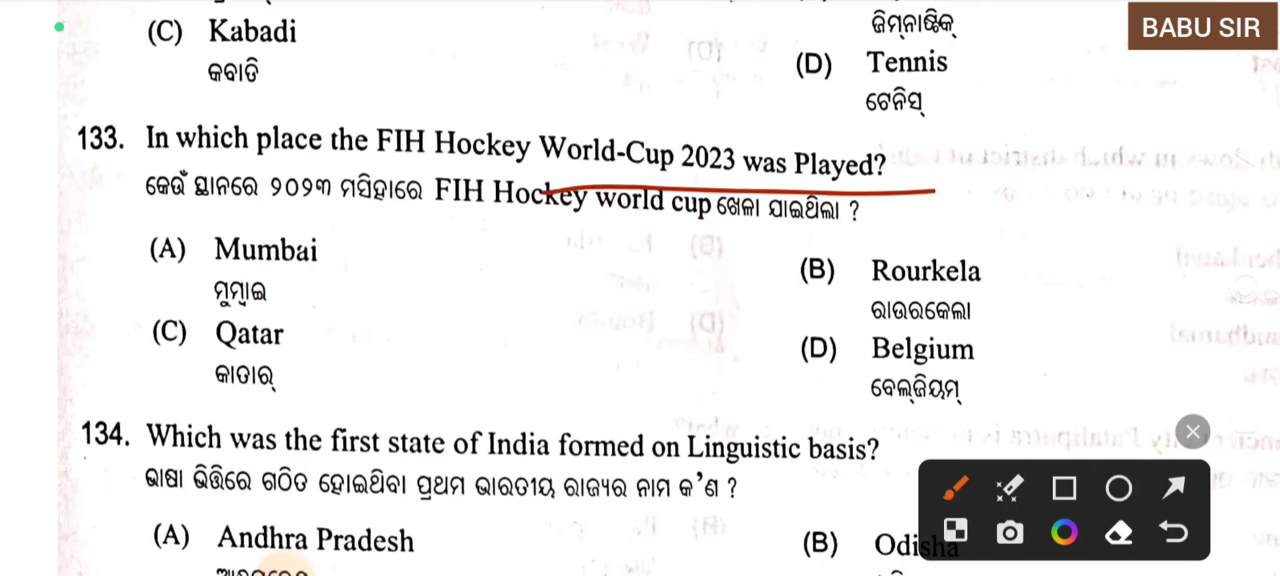 BABU SIR
(C) Kabadi
କବାଡି
ଜିମ୍ନାଷ୍ଟିକ୍
(D) Tennis
ଟେନିସ୍
133. In which place the FIH Hockey World-Cup 2023 was Played?
କେଉଁ ସ୍ଥାନରେ ୨୦୨୩ ମସିହାରେ FIH Hockey world cup ଖେଳା ଯାଇଥିଲା ?
(A) Mumbai
ମୁମ୍ବାଇ
(B) Rourkela
ରାଉରକେଲା
(C) Qatar
କାତାର୍
(D) Belgium
ବେଲ୍‌ଜିୟମ୍
134. Which was the first state of India formed on Linguistic basis?
ଭାଷା ଭିତ୍ତିରେ ଗଠିତ ହୋଇଥିବା ପ୍ରଥମ ଭାରତୀୟ ରାଜ୍ୟର ନାମ କ'ଣ ?
(A) Andhra Pradesh
(B) Odisha